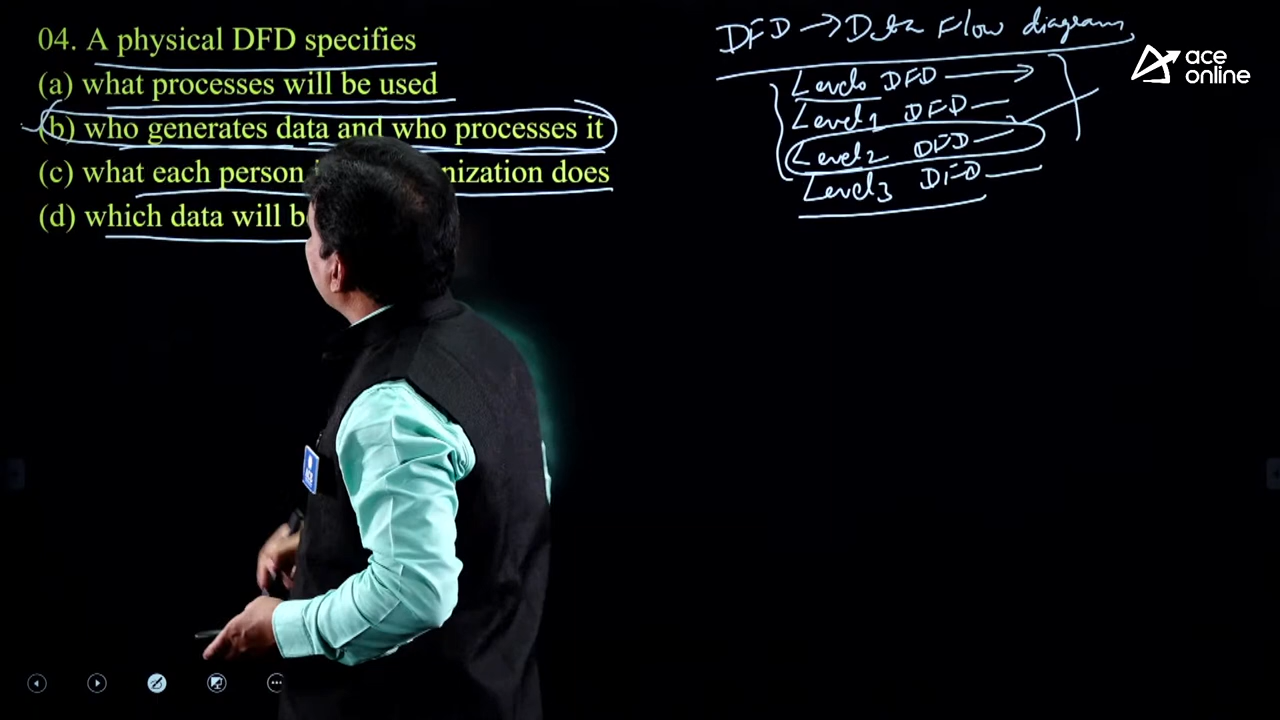 04. A physical DFD specifies
(a) what processes will be used
(b) who generates data and who processes it
(c) what each person nization does
(d) which data will b
DFD → Data Flow diagram
Level0 DFD
Level1 DFD
Level2 DFD
Level3 DFD
ace
online